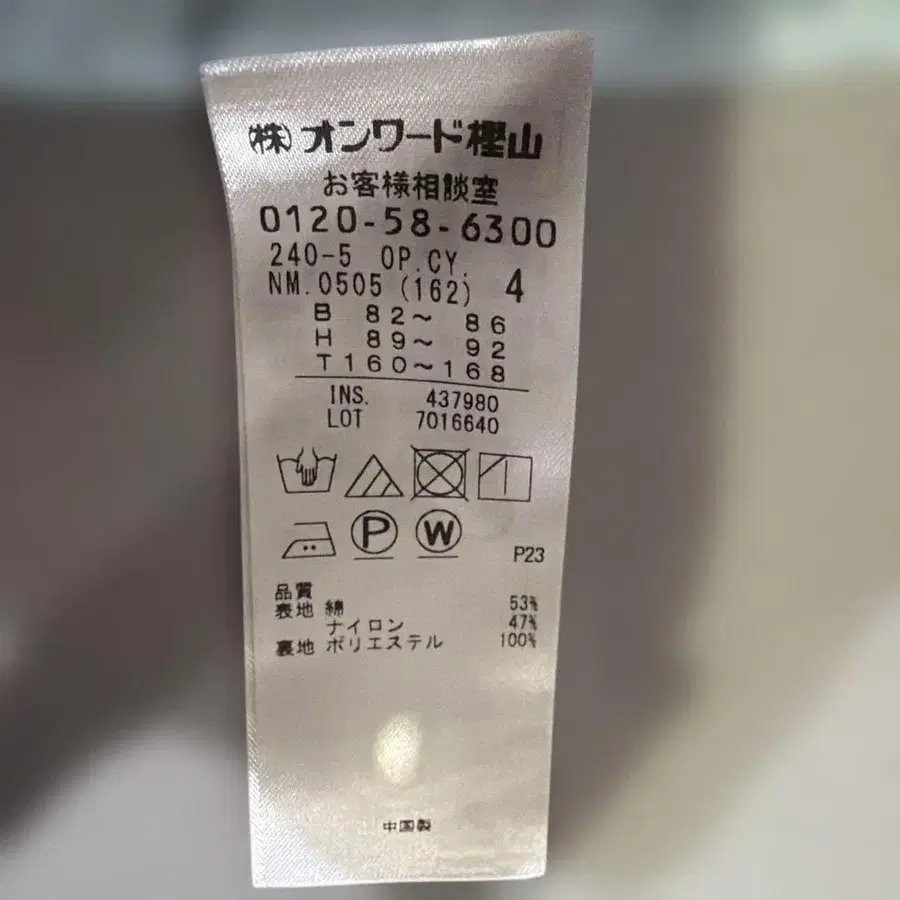 ㈱オンワード樫山
お客様相談室
0120-58-6300
240-5 OP.CY.
NM.0505 (162) 4
B 82〜 86
H 89〜 92
T160〜168
INS. 437980
LOT 7016640
P W
P23
品質
表地 綿 53%
ナイロン 47%
裏地 ポリエステル 100%
中国製